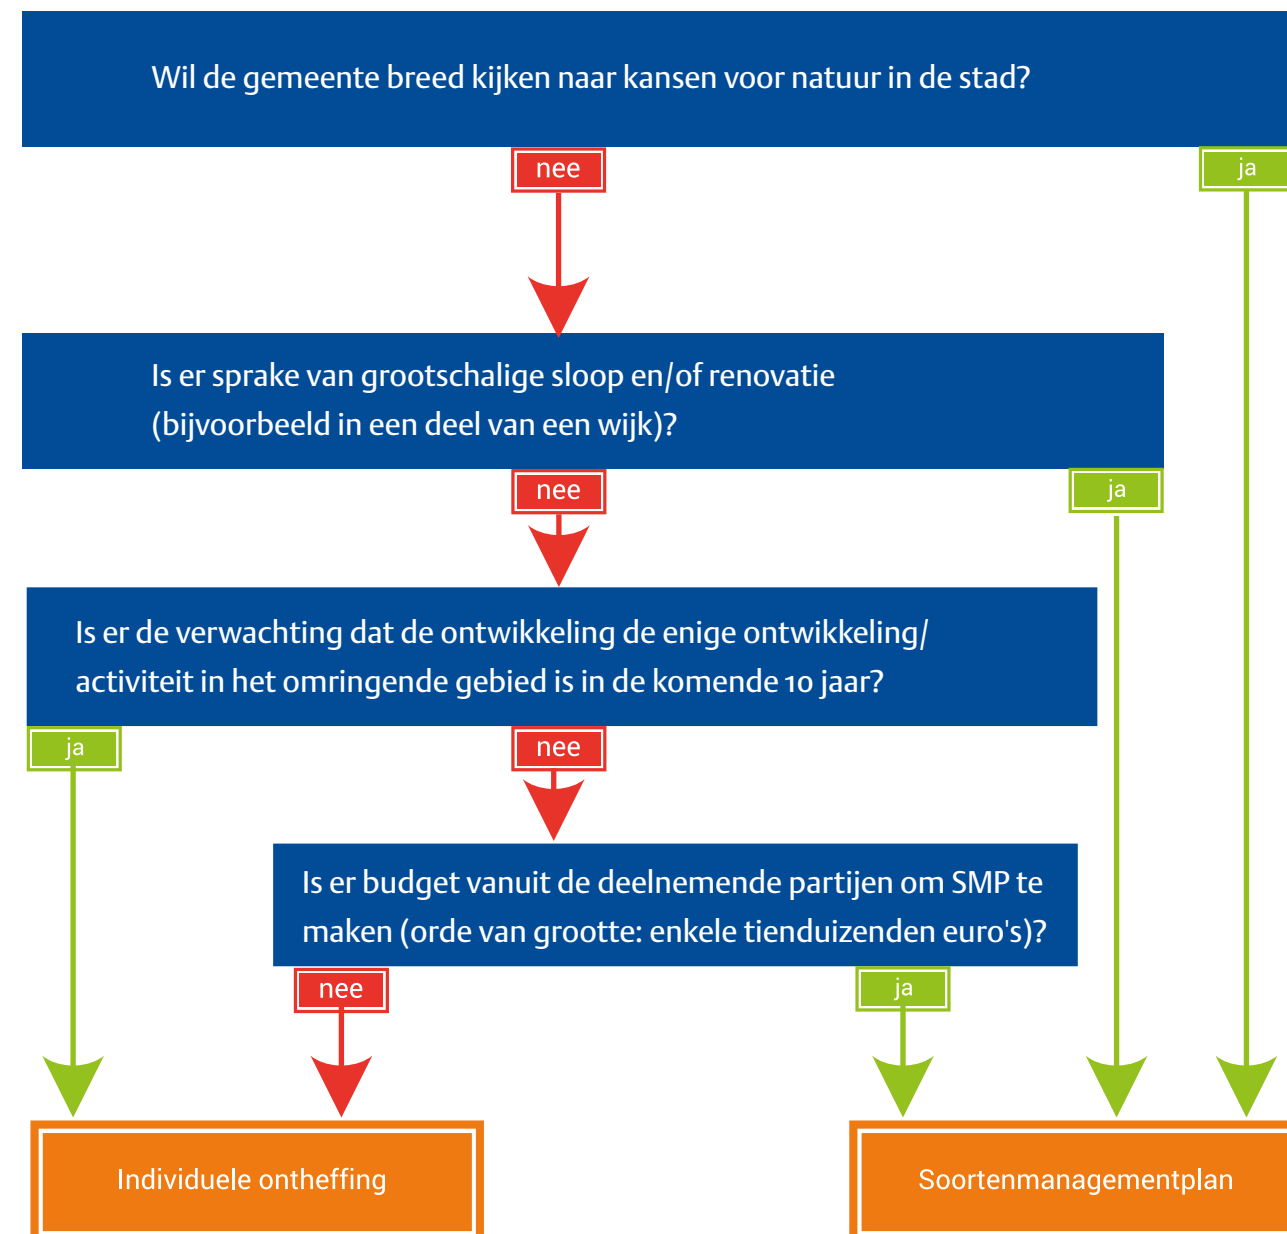 Wil de gemeente breed kijken naar kansen voor natuur in de stad?
nee
ja
Is er sprake van grootschalige sloop en/of renovatie
(bijvoorbeeld in een deel van een wijk)?
nee
ja
Is er de verwachting dat de ontwikkeling de enige ontwikkeling/
activiteit in het omringende gebied is in de komende 10 jaar?
ja
nee
Is er budget vanuit de deelnemende partijen om SMP te
maken (orde van grootte: enkele tienduizenden euro's)?
nee
ja
Individuele ontheffing
Soortenmanagementplan